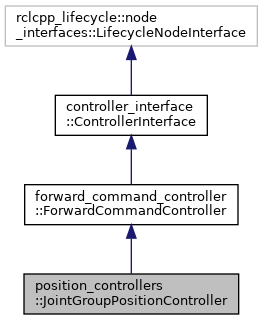 rclcpp_lifecycle::node
_interfaces::LifecycleNodeInterface
controller_interface
::ControllerInterface
forward_command_controller
::ForwardCommandController
position_controllers
::JointGroupPositionController